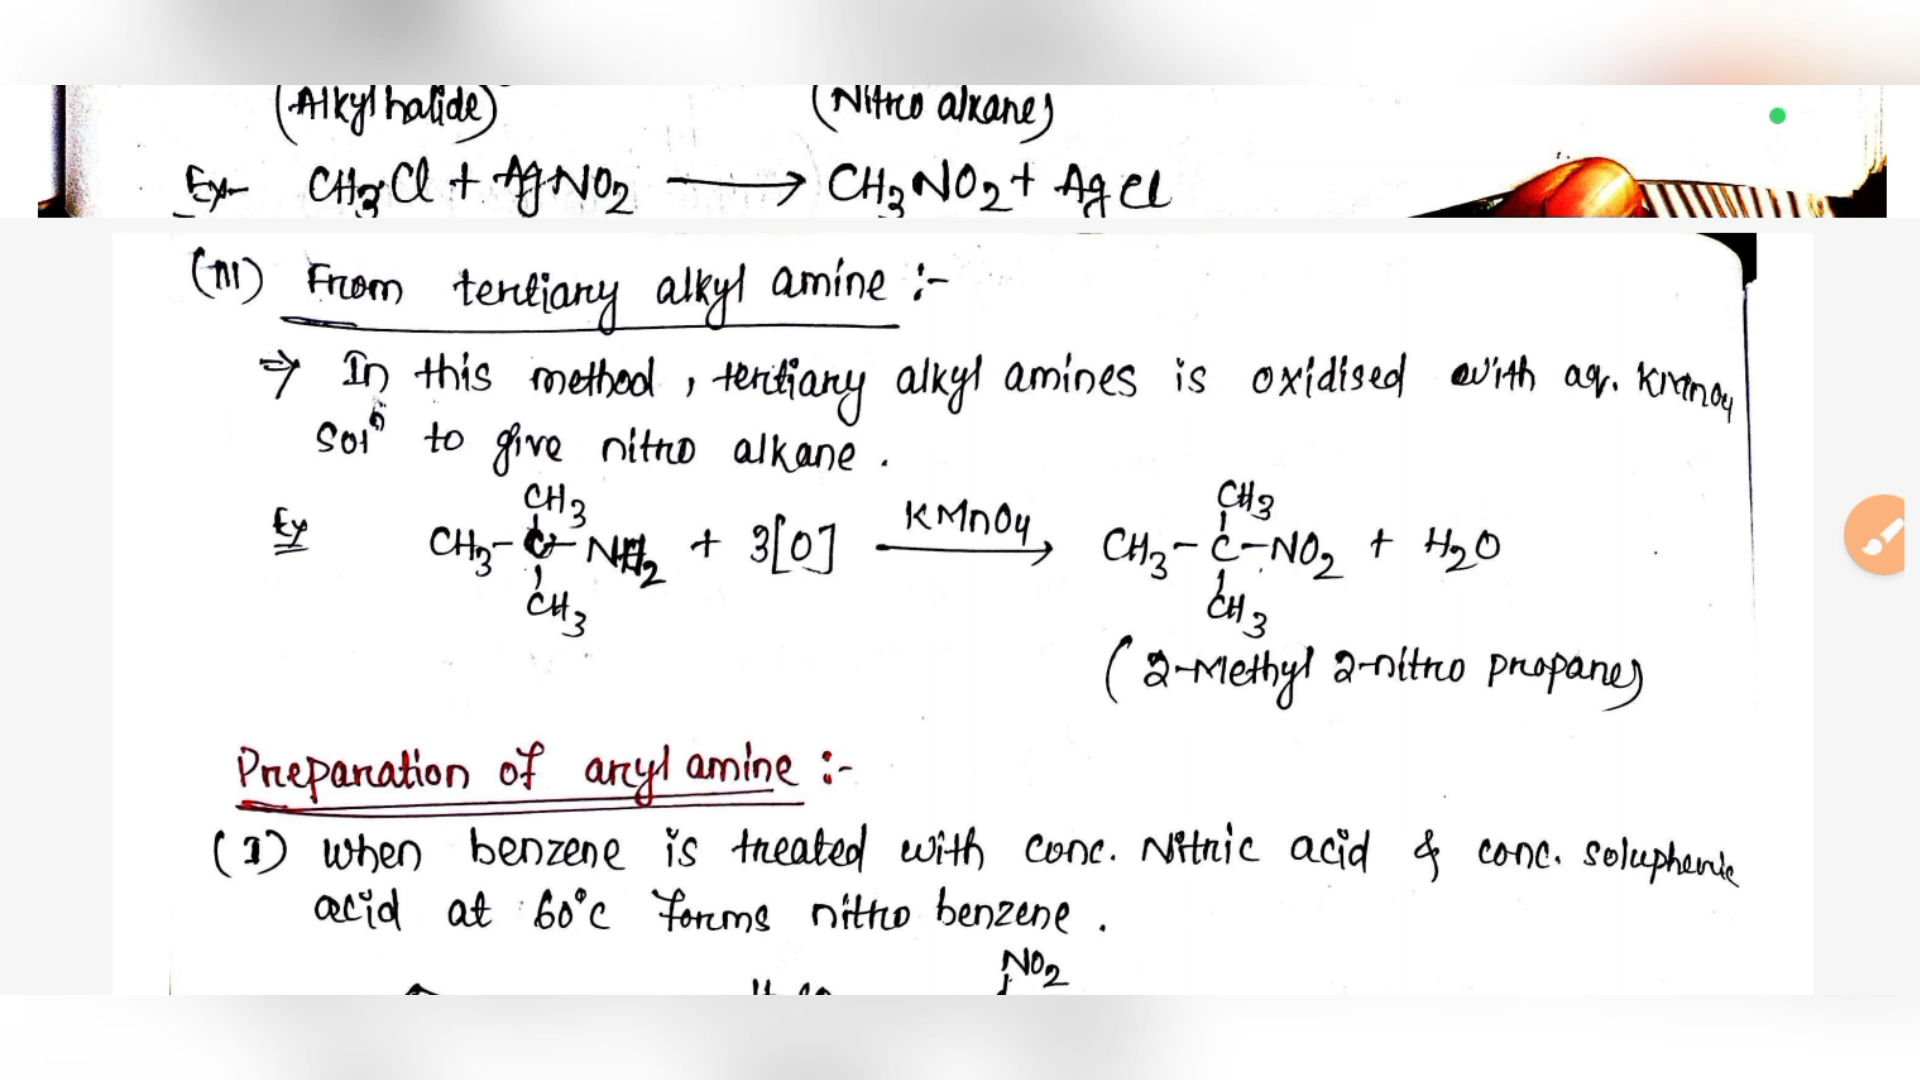 (Alkyl halide) (Nitro alkane)
Ex- CH3Cl + AgNO2 ⟶ CH3NO2 + AgCl
(III) From tertiary alkyl amine :-
⇒ In this method, tertiary alkyl amines is oxidised with aq. KMnO4
Solⁿ to give nitro alkane.
CH3 CH3
Ex CH3-C-NH2 + 3[O] KMnO4 ⟶ CH3-C-NO2 + H2O
CH3 CH3
(2-Methyl 2-nitro propane)
Preparation of aryl amine :-
(I) When benzene is treated with conc. Nitric acid & conc. soluphenic
acid at 60°c forms nitro benzene.
NO2